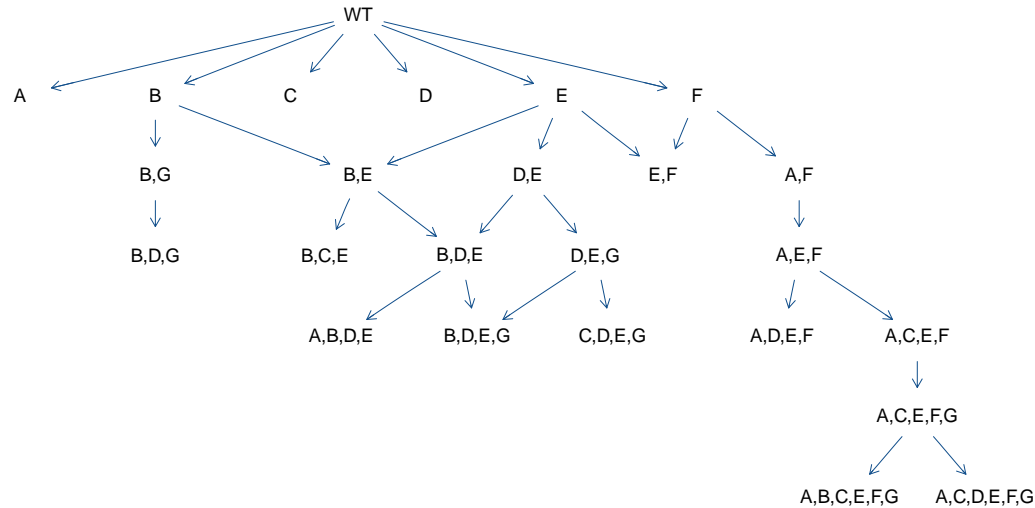 WT
A B C D E F
B,G B,E D,E E,F A,F
B,D,G B,C,E B,D,E D,E,G A,E,F
A,B,D,E B,D,E,G C,D,E,G A,D,E,F A,C,E,F
A,C,E,F,G
A,B,C,E,F,G A,C,D,E,F,G